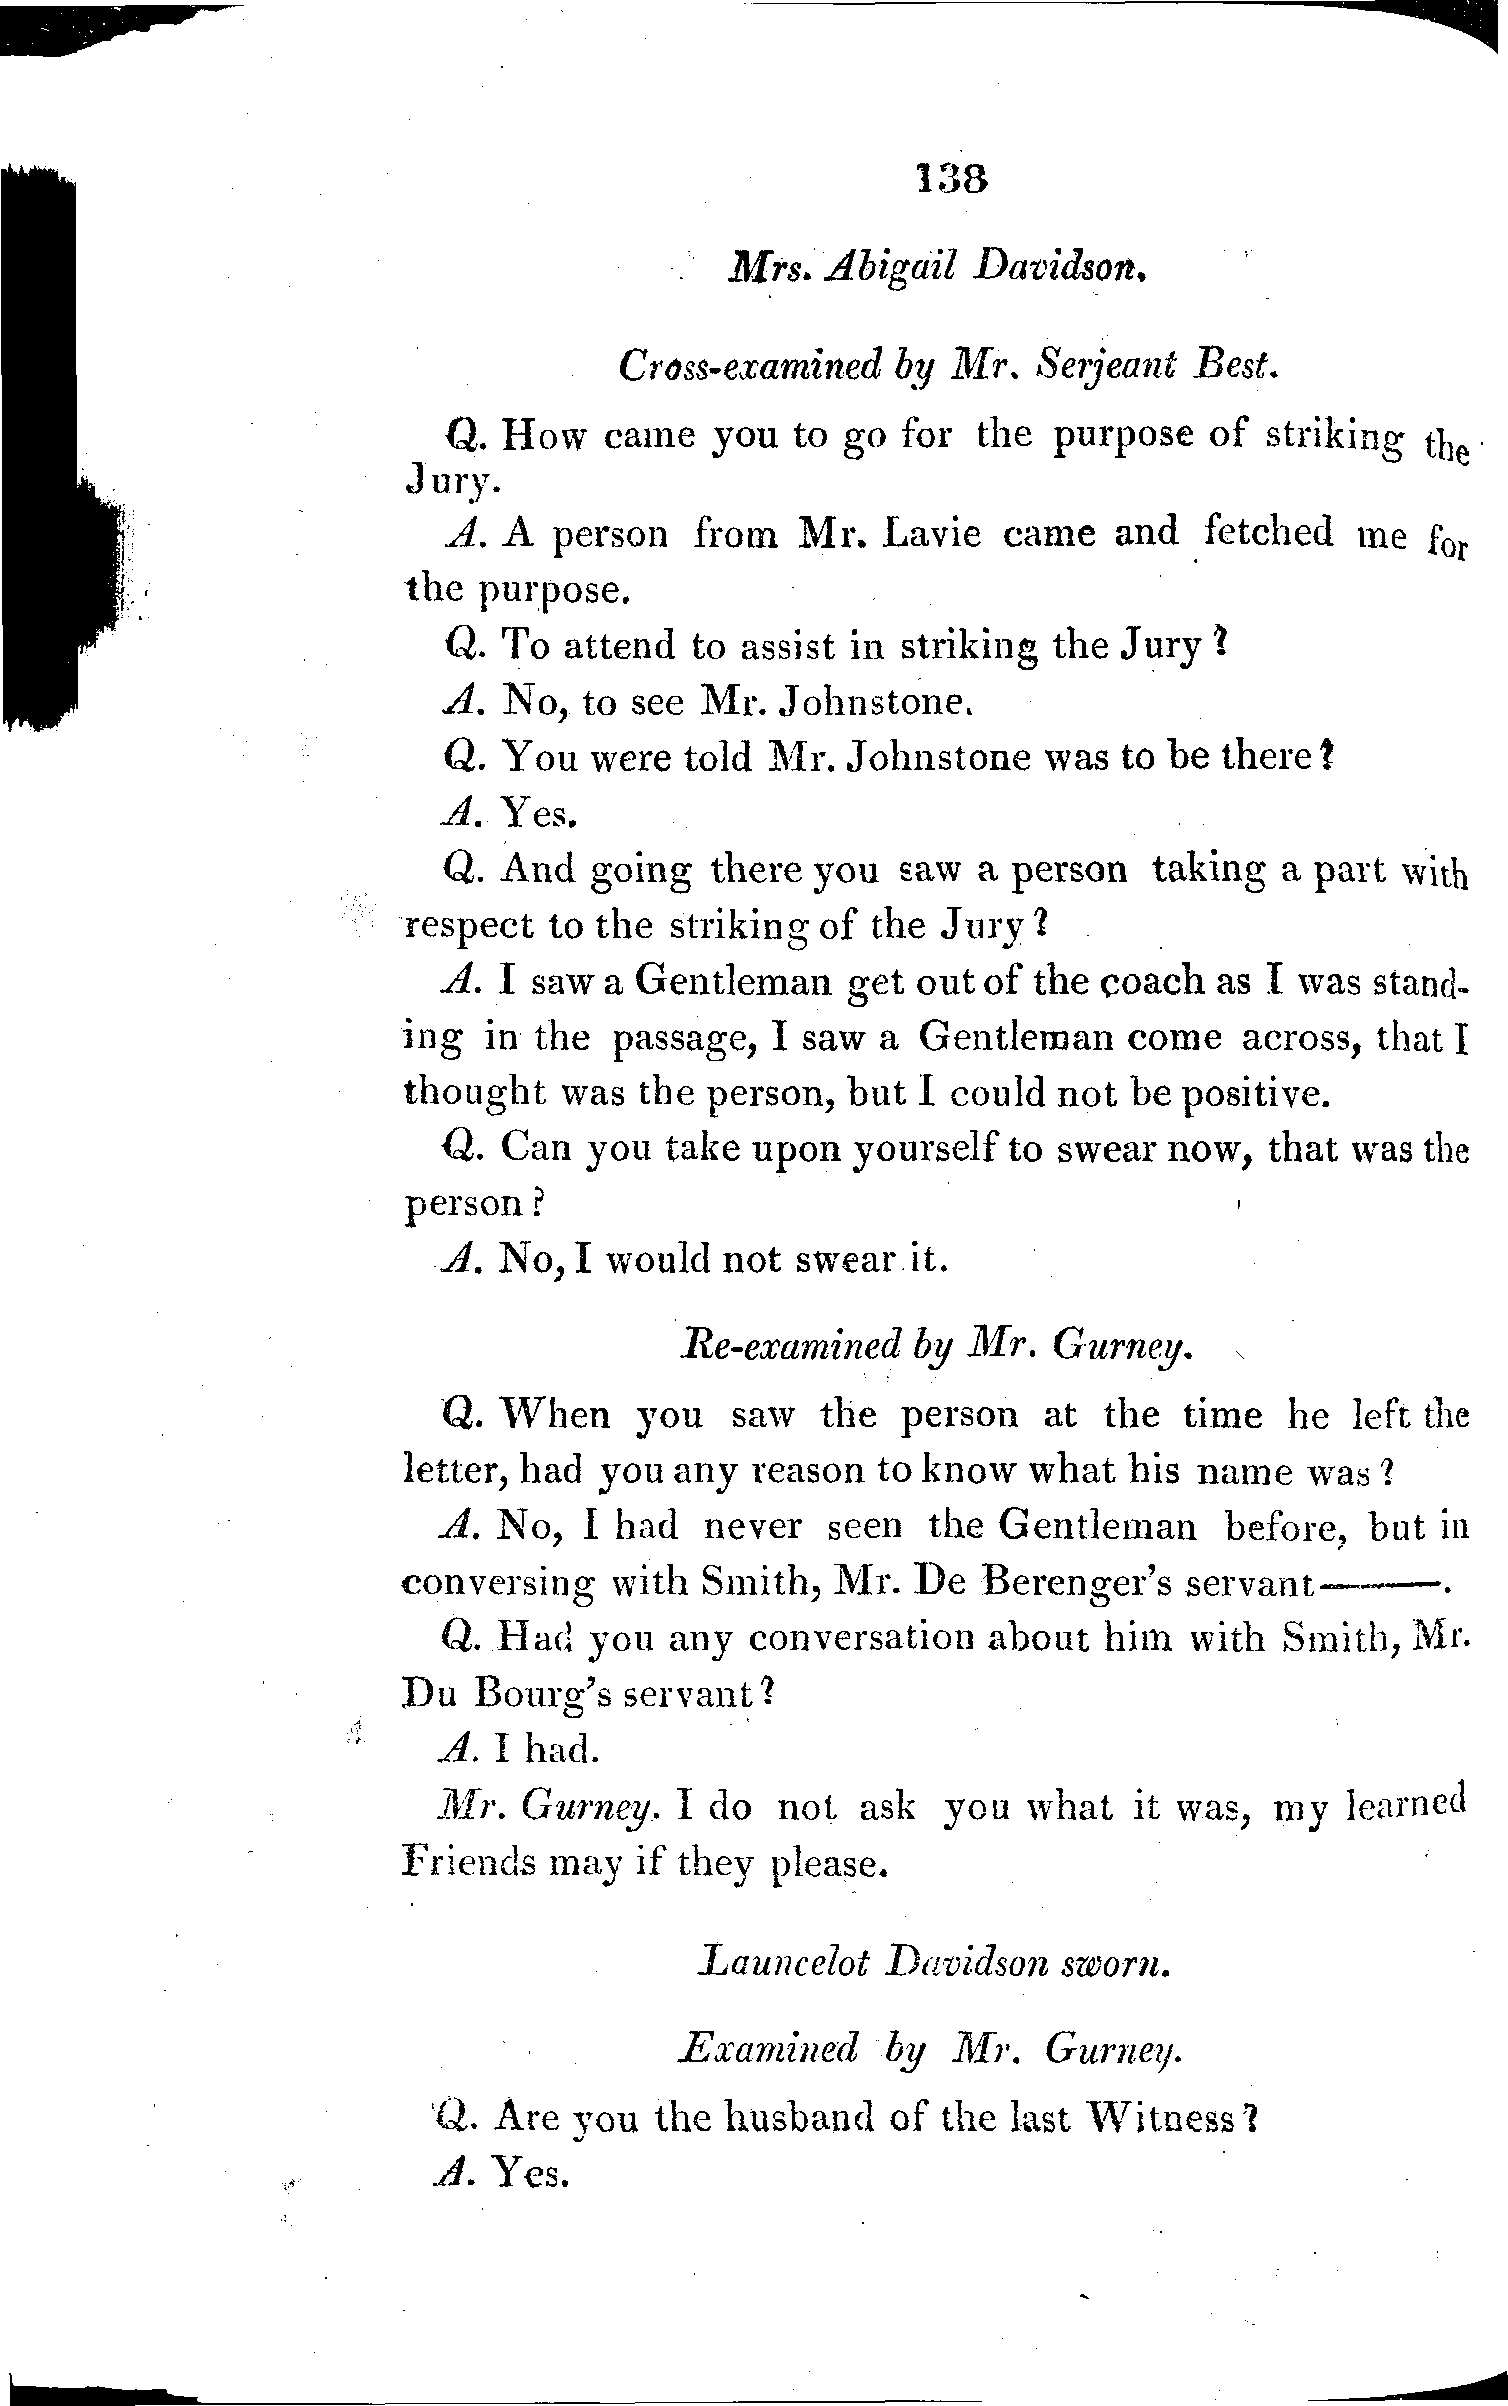 138
Mrs. Abigail Davidson.
Cross-examined by Mr. Serjeant Best.
Q. How came you to go for the purpose of striking the
Jury.
A. A person from Mr. Lavie came and fetched me for
the purpose.
Q. To attend to assist in striking the Jury?
A. No, to see Mr. Johnstone.
Q. You were told Mr. Johnstone was to be there?
A. Yes.
Q. And going there you saw a person taking a part with
respect to the striking of the Jury?
A. I saw a Gentleman get out of the coach as I was stand-
ing in the passage, I saw a Gentleman come across, that I
thought was the person, but I could not be positive.
Q. Can you take upon yourself to swear now, that was the
person?
A. No, I would not swear it.
Re-examined by Mr. Gurney.
Q. When you saw the person at the time he left the
letter, had you any reason to know what his name was?
A. No, I had never seen the Gentleman before, but in
conversing with Smith, Mr. De Berenger's servant———.
Q. Had you any conversation about him with Smith, Mr.
Du Bourg's servant?
A. I had.
Mr. Gurney. I do not ask you what it was, my learned
Friends may if they please.
Launcelot Davidson sworn.
Examined by Mr. Gurney.
Q. Are you the husband of the last Witness?
A. Yes.